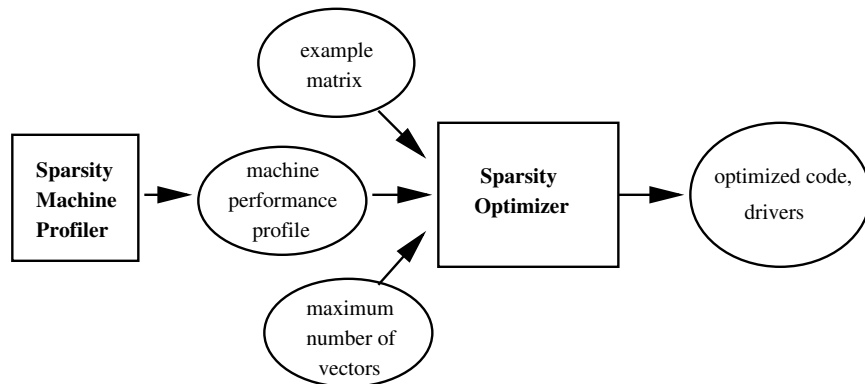 Sparsity
Machine
Profiler
machine
performance
profile
example
matrix
maximum
number of
vectors
Sparsity
Optimizer
optimized code,
drivers